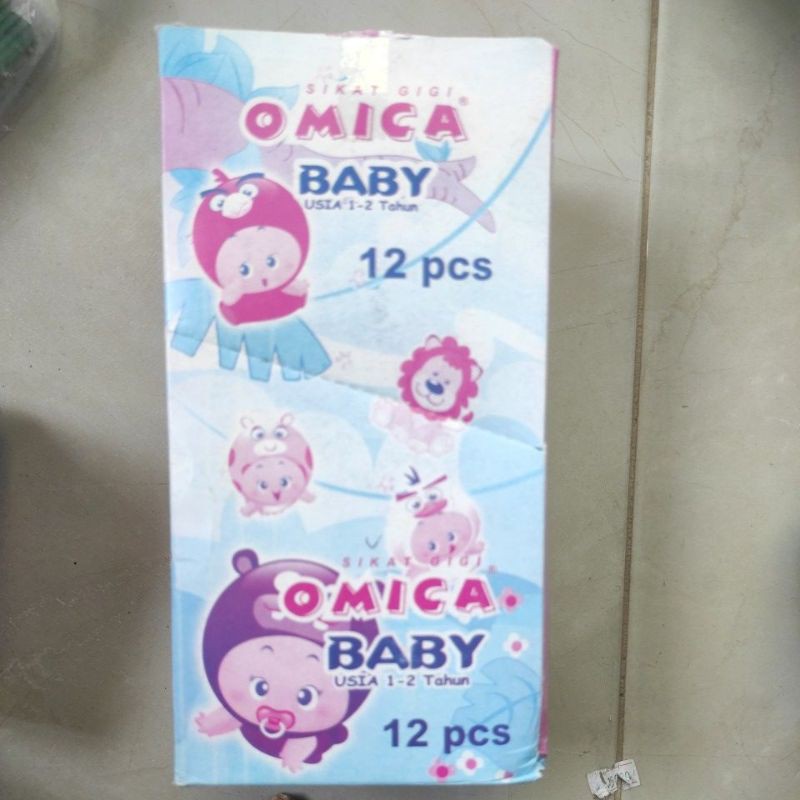 SIKAT GIGI
OMICA®
BABY
USIA 1-2 Tahun
12 pcs
SIKAT GIGI
OMICA®
BABY
USIA 1-2 Tahun
12 pcs